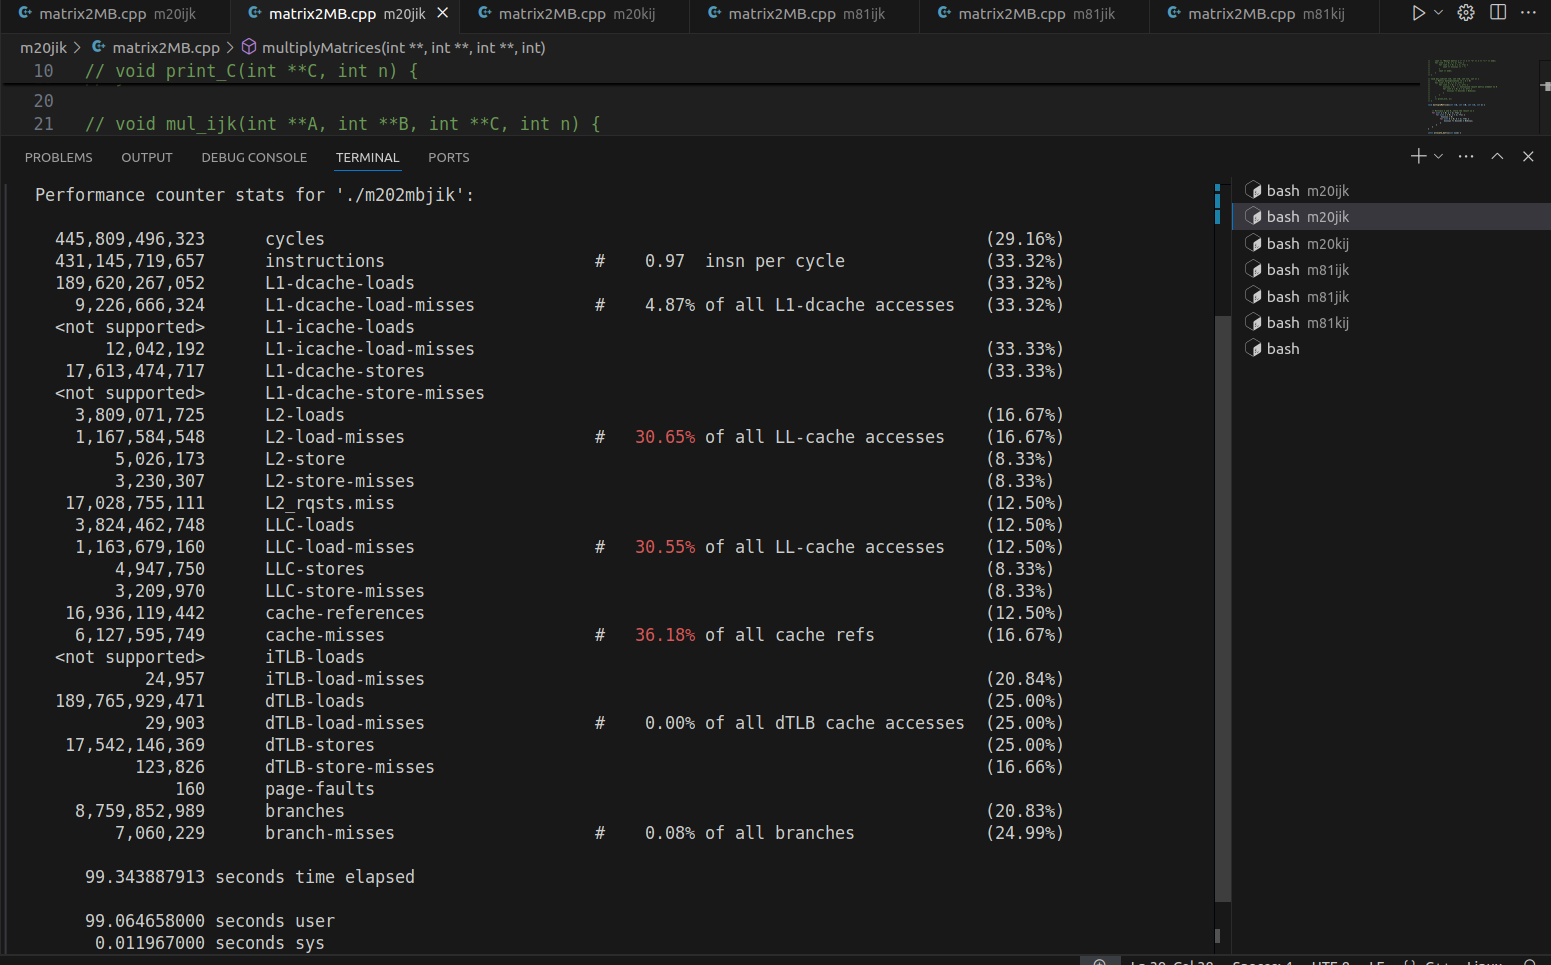 matrix2MB.cpp m20ijk matrix2MB.cpp m20jik matrix2MB.cpp m20kij matrix2MB.cpp m81ijk matrix2MB.cpp m81jik matrix2MB.cpp m81kij
m20jik > matrix2MB.cpp > multiplyMatrices(int **, int **, int **, int)
10 // void print_C(int **C, int n) {
20
21 // void mul_ijk(int **A, int **B, int **C, int n) {
PROBLEMS OUTPUT DEBUG CONSOLE TERMINAL PORTS
Performance counter stats for './m202mbjik':
445,809,496,323 cycles (29.16%)
431,145,719,657 instructions # 0.97 insn per cycle (33.32%)
189,620,267,052 L1-dcache-loads (33.32%)
9,226,666,324 L1-dcache-load-misses # 4.87% of all L1-dcache accesses (33.32%)
<not supported> L1-icache-loads
12,042,192 L1-icache-load-misses (33.33%)
17,613,474,717 L1-dcache-stores (33.33%)
<not supported> L1-dcache-store-misses
3,809,071,725 L2-loads (16.67%)
1,167,584,548 L2-load-misses # 30.65% of all LL-cache accesses (16.67%)
5,026,173 L2-store (8.33%)
3,230,307 L2-store-misses (8.33%)
17,028,755,111 L2_rqsts.miss (12.50%)
3,824,462,748 LLC-loads (12.50%)
1,163,679,160 LLC-load-misses # 30.55% of all LL-cache accesses (12.50%)
4,947,750 LLC-stores (8.33%)
3,209,970 LLC-store-misses (8.33%)
16,936,119,442 cache-references (12.50%)
6,127,595,749 cache-misses # 36.18% of all cache refs (16.67%)
<not supported> iTLB-loads
24,957 iTLB-load-misses (20.84%)
189,765,929,471 dTLB-loads (25.00%)
29,903 dTLB-load-misses # 0.00% of all dTLB cache accesses (25.00%)
17,542,146,369 dTLB-stores (25.00%)
123,826 dTLB-store-misses (16.66%)
160 page-faults
8,759,852,989 branches (20.83%)
7,060,229 branch-misses # 0.08% of all branches (24.99%)
99.343887913 seconds time elapsed
99.064658000 seconds user
0.011967000 seconds sys
bash m20ijk
bash m20jik
bash m20kij
bash m81ijk
bash m81jik
bash m81kij
bash